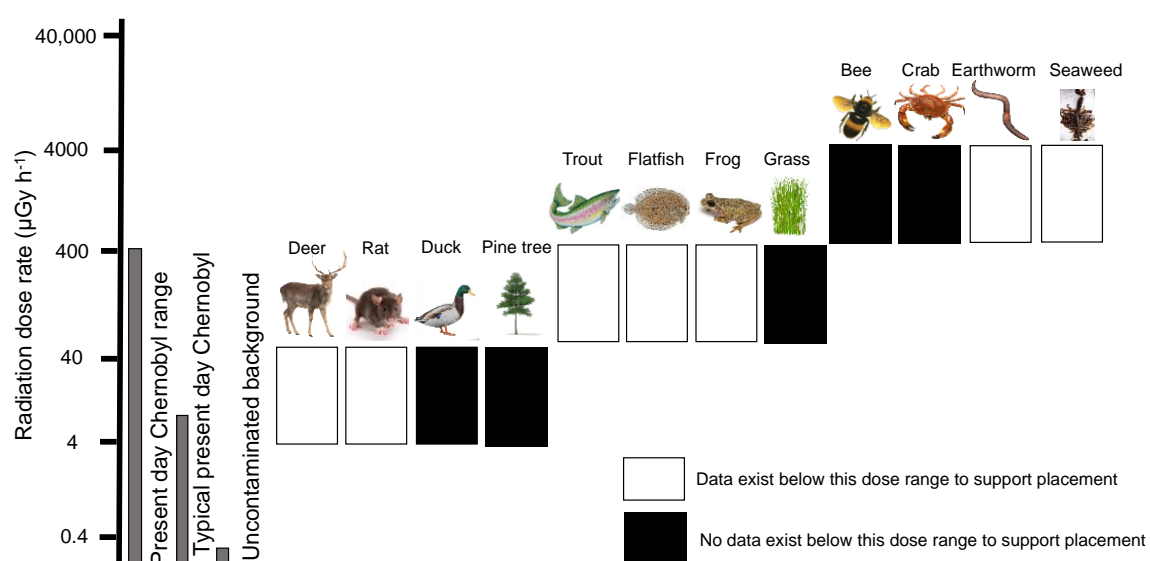 40,000
4000
400
40
4
0.4
Radiation dose rate (µGy h⁻¹)
Present day Chernobyl range
Typical present day Chernobyl
Uncontaminated background
Deer
Rat
Duck
Pine tree
Trout
Flatfish
Frog
Grass
Bee
Crab
Earthworm
Seaweed
Data exist below this dose range to support placement
No data exist below this dose range to support placement